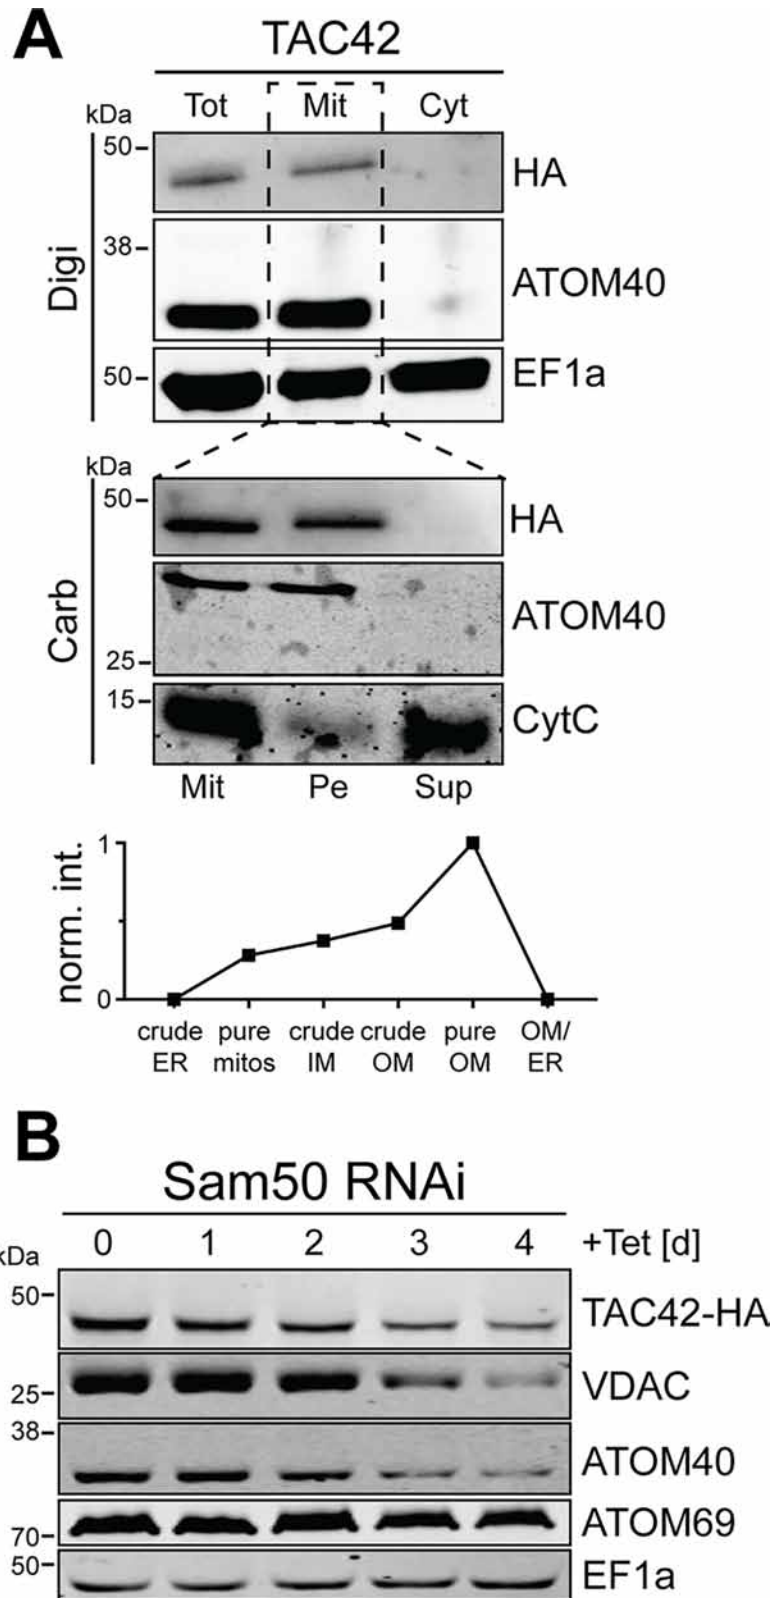 A
TAC42
kDa Tot Mit Cyt
50 HA
38 ATOM40
50 EF1a
Digi
kDa
50 HA
ATOM40
25
15 CytC
Carb
Mit Pe Sup
norm. int.
1
0
crude pure crude crude pure OM/
ER mitos IM OM OM ER
B
Sam50 RNAi
kDa 0 1 2 3 4 +Tet [d]
50 TAC42-HA
VDAC
25
38
ATOM40
ATOM69
70
50 EF1a